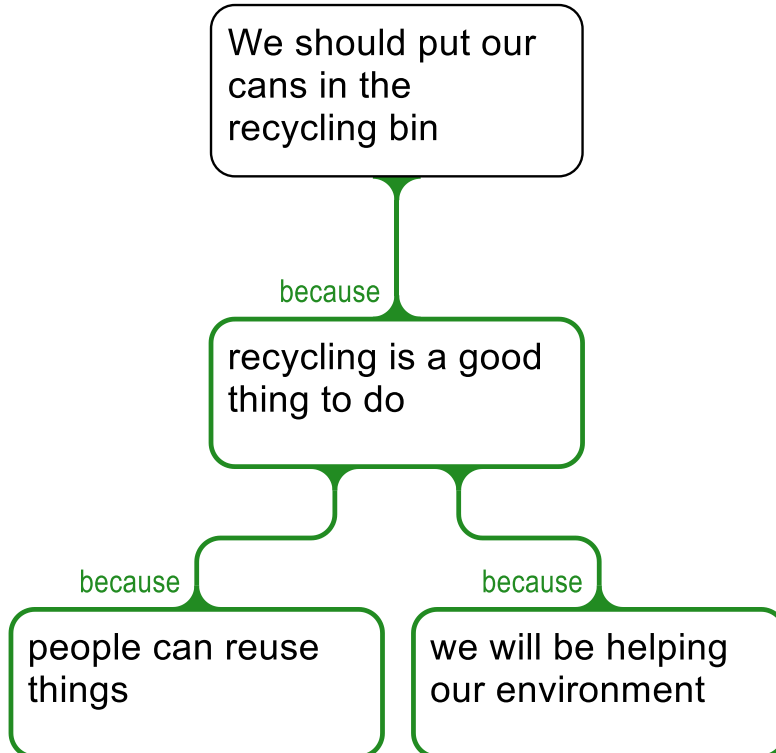 We should put our
cans in the
recycling bin
because
recycling is a good
thing to do
because
people can reuse
things
because
we will be helping
our environment